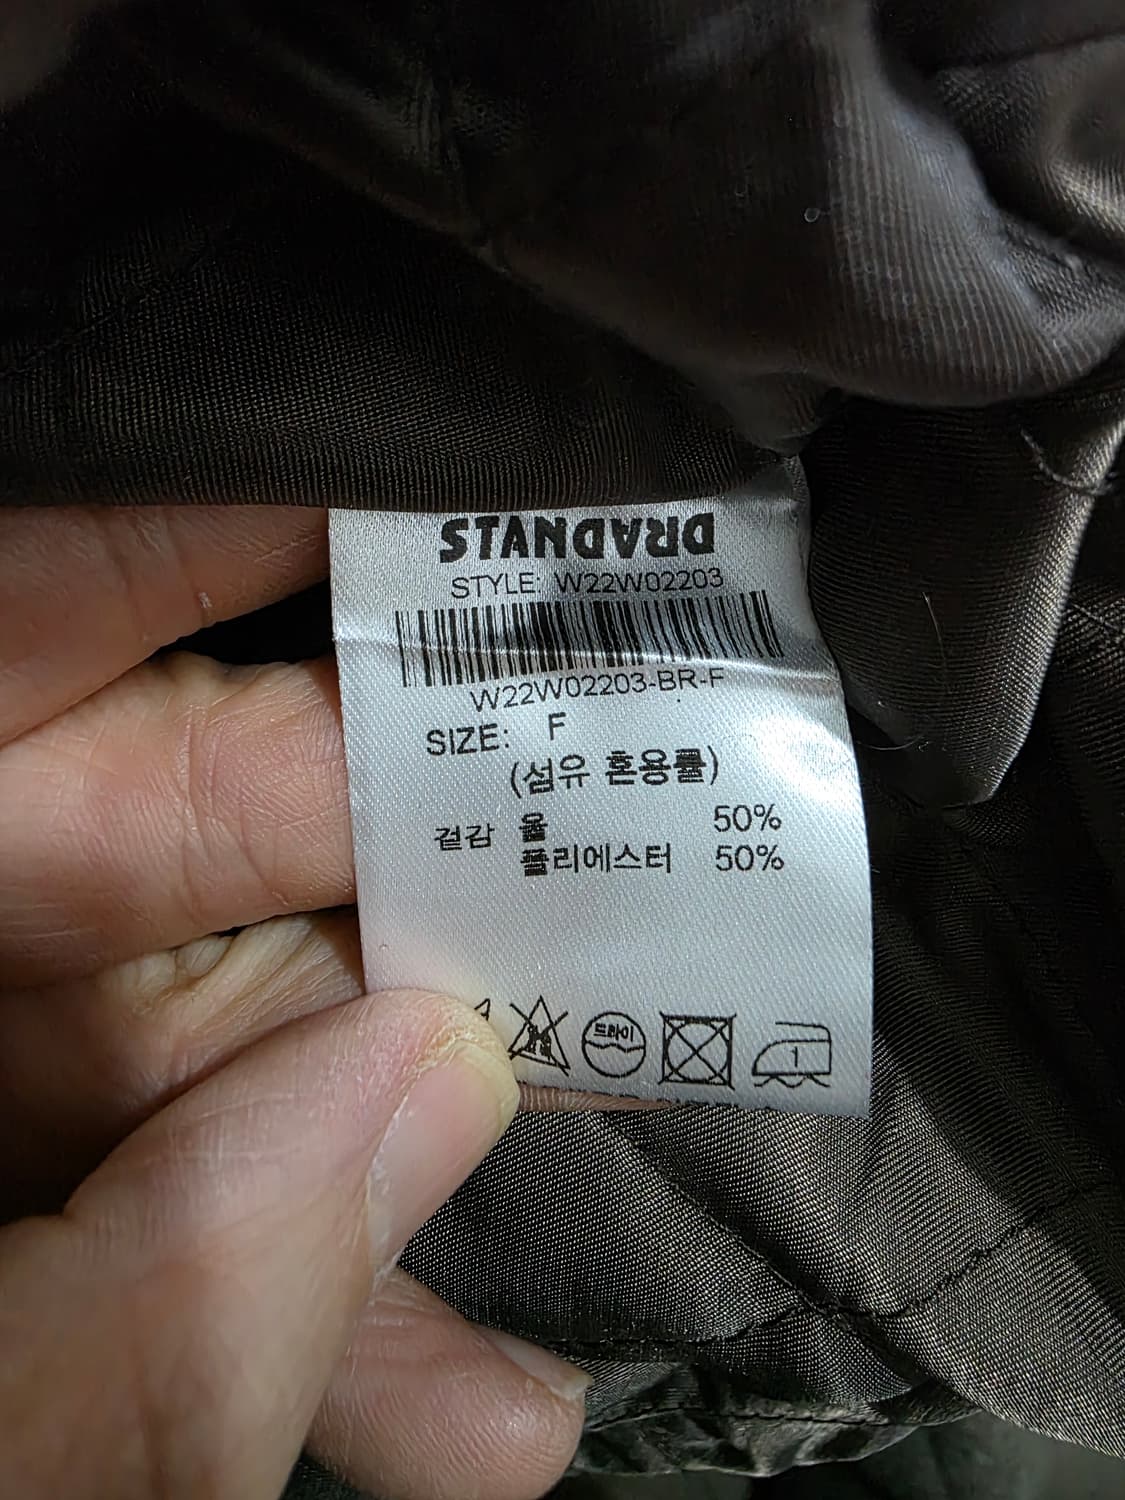 STANDARD
STYLE: W22W02203
W22W02203-BR-F
SIZE: F
(섬유 혼용률)
겉감 울 50%
폴리에스터 50%
드라이
1